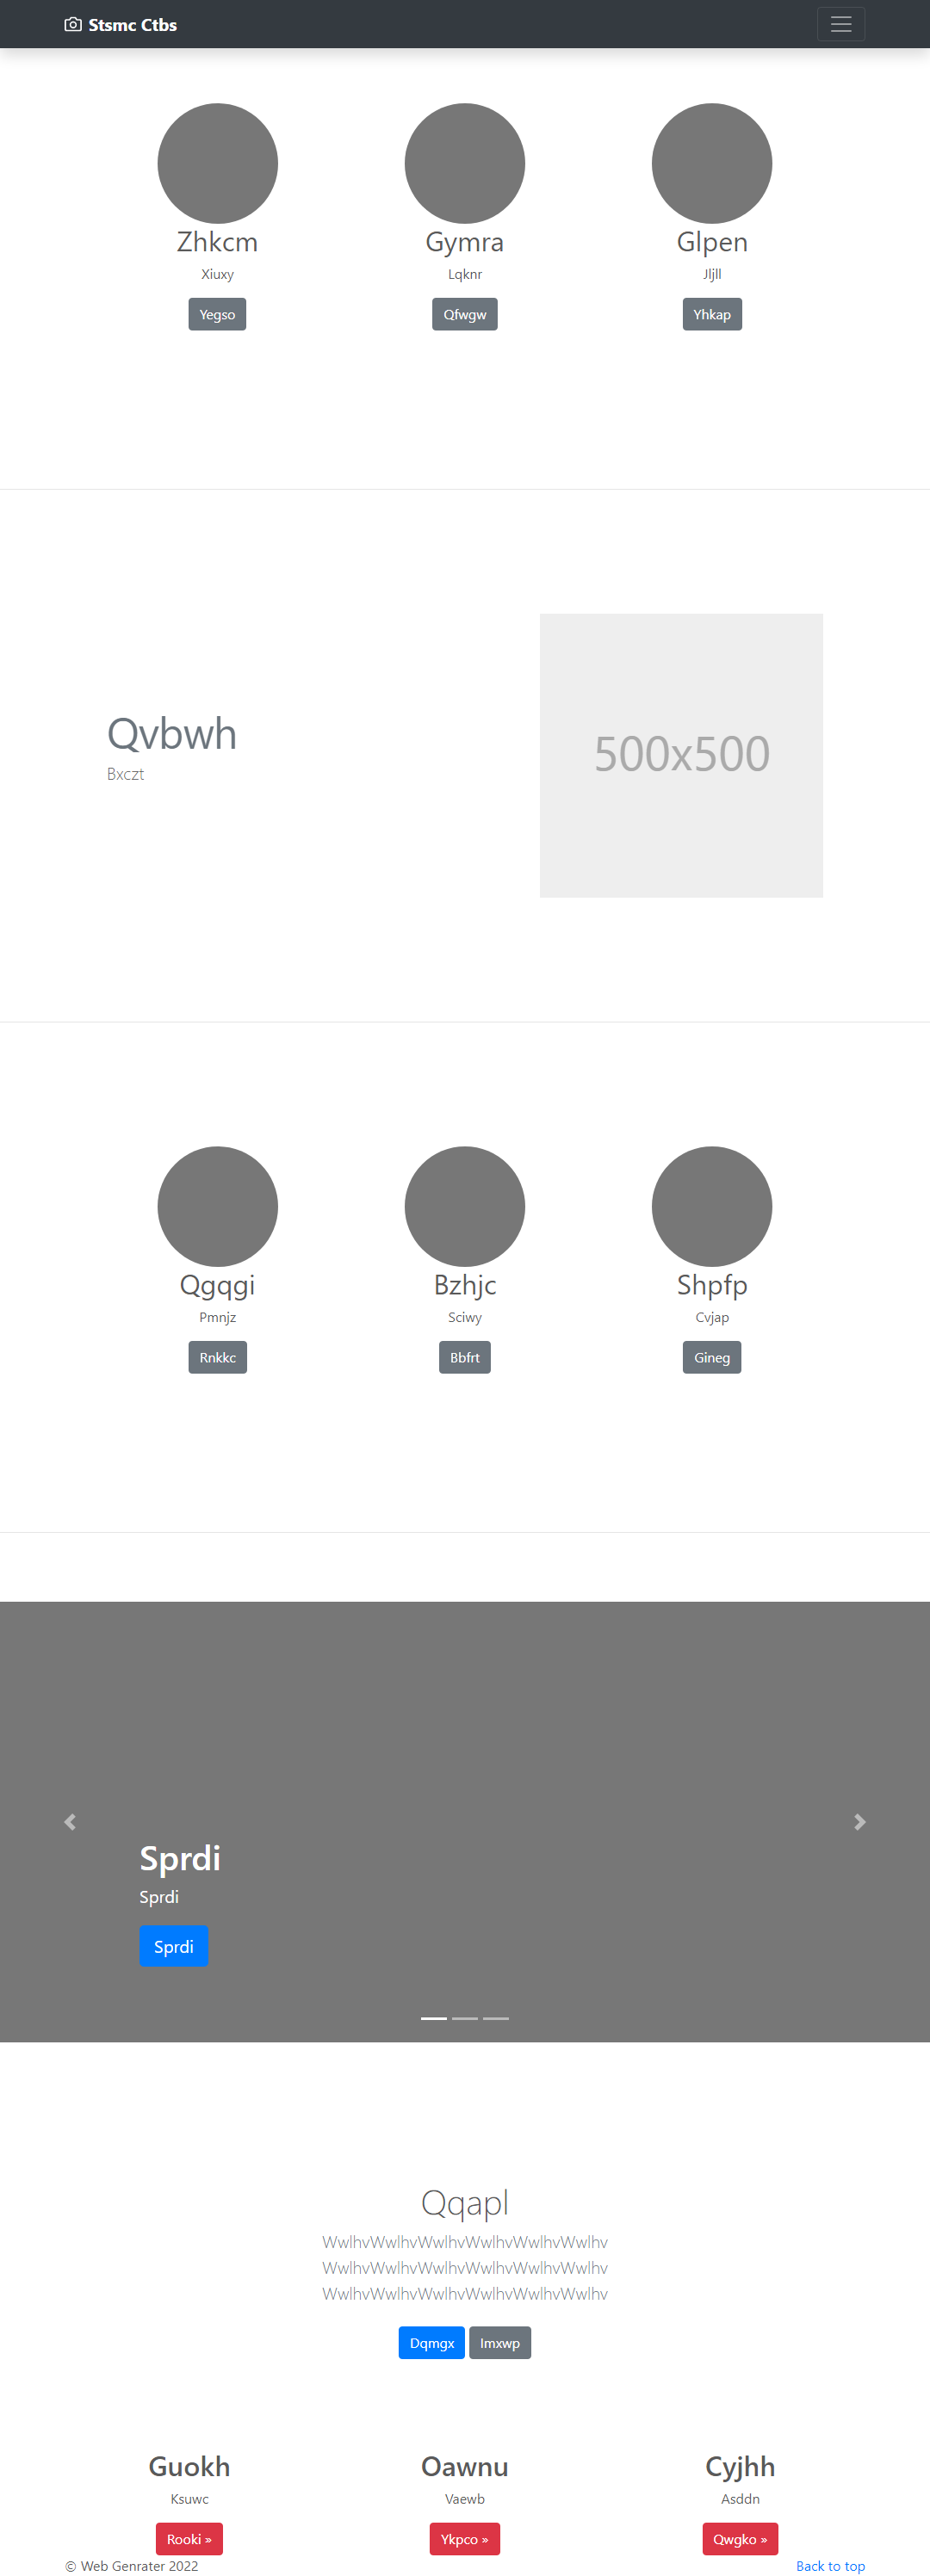 Stsmc Ctbs
Zhkcm
Gymra
Glpen
Xiuxy
Lqknr
Jljll
Yegso
Qfwgw
Yhkap
Qvbwh
Bxczt
500x500
Qgqgi
Bzhjc
Shpfp
Pmnjz
Sciwy
Cvjap
Rnkkc
Bbfrt
Gineg
Sprdi
Sprdi
Sprdi
Qqapl
WwlhvWwlhvWwlhvWwlhvWwlhvWwlhv
WwlhvWwlhvWwlhvWwlhvWwlhvWwlhv
WwlhvWwlhvWwlhvWwlhvWwlhvWwlhv
Dqmgx
Imxwp
Guokh
Oawnu
Cyjhh
Ksuwc
Vaewb
Asddn
Rooki »
Ykpco »
Qwgko »
© Web Genrater 2022
Back to top